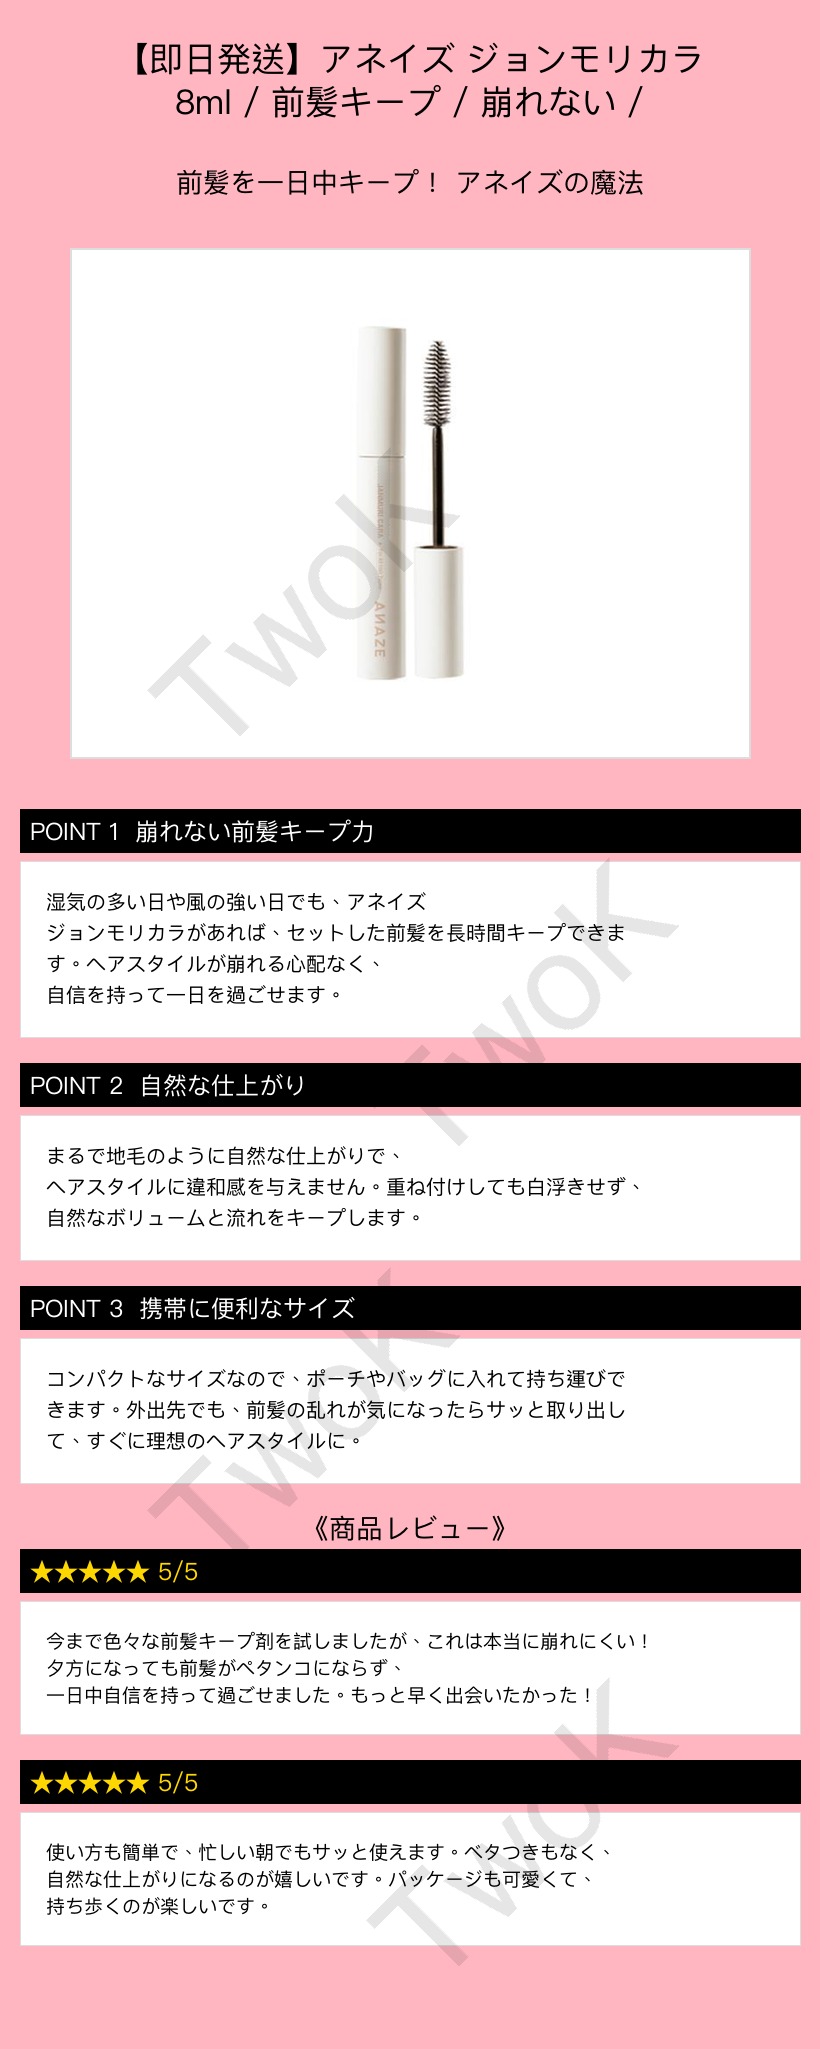 【即日発送】アネイズ ジョンモリカラ
8ml / 前髪キープ / 崩れない /
前髪を一日中キープ！ アネイズの魔法
JANMORI CARA
ANAZE
TwoK
POINT 1 崩れない前髪キープ力
湿気の多い日や風の強い日でも、アネイズ
ジョンモリカラがあれば、セットした前髪を長時間キープできま
す。ヘアスタイルが崩れる心配なく、
自信を持って一日を過ごせます。
TwoK
POINT 2 自然な仕上がり
まるで地毛のように自然な仕上がりで、
ヘアスタイルに違和感を与えません。重ね付けしても白浮きせず、
自然なボリュームと流れをキープします。
POINT 3 携帯に便利なサイズ
コンパクトなサイズなので、ポーチやバッグに入れて持ち運びで
きます。外出先でも、前髪の乱れが気になったらサッと取り出し
て、すぐに理想のヘアスタイルに。
TwoK
《商品レビュー》
★★★★★ 5/5
今まで色々な前髪キープ剤を試しましたが、これは本当に崩れにくい！
夕方になっても前髪がペタンコにならず、
一日中自信を持って過ごせました。もっと早く出会いたかった！
★★★★★ 5/5
使い方も簡単で、忙しい朝でもサッと使えます。ベタつきもなく、
自然な仕上がりになるのが嬉しいです。パッケージも可愛くて、
持ち歩くのが楽しいです。
TwoK